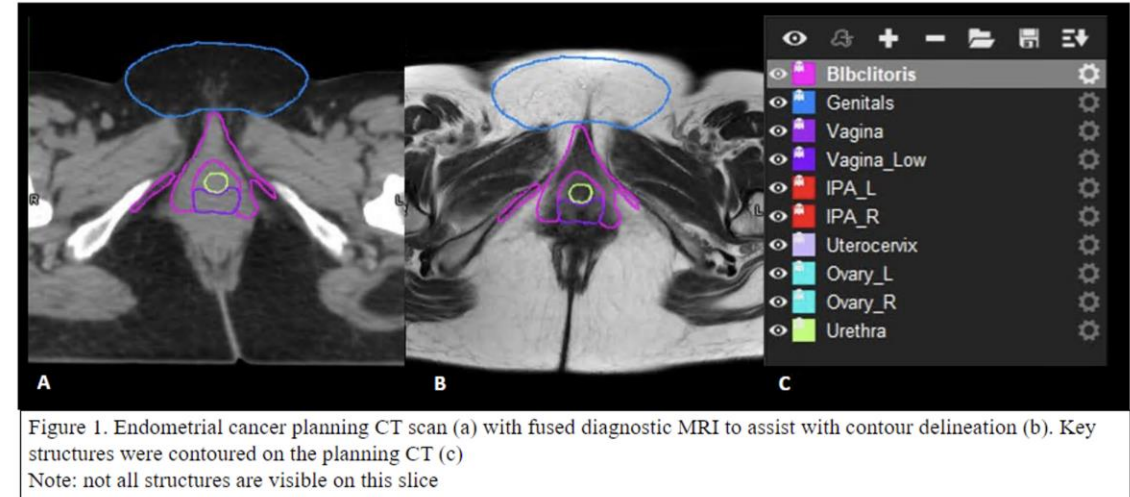 R
L
A
L
B
Blbclitoris
Genitals
Vagina
Vagina_Low
IPA_L
IPA_R
Uterocervix
Ovary_L
Ovary_R
Urethra
C
Figure 1. Endometrial cancer planning CT scan (a) with fused diagnostic MRI to assist with contour delineation (b). Key
structures were contoured on the planning CT (c)
Note: not all structures are visible on this slice